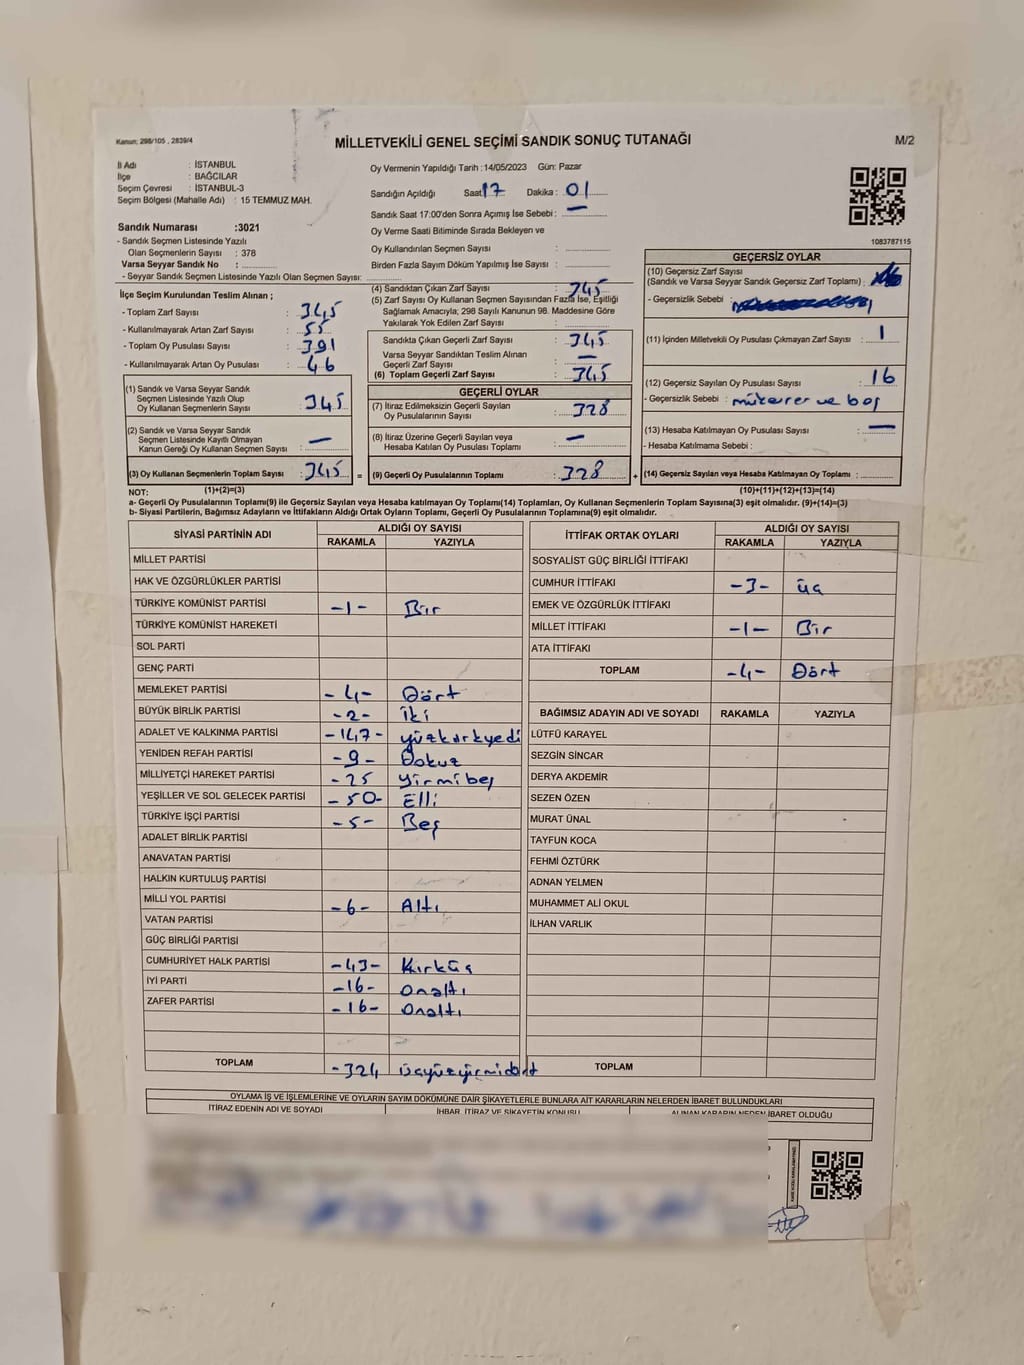 Kanun: 298/105 , 2839/4
MİLLETVEKİLİ GENEL SEÇİMİ SANDIK SONUÇ TUTANAĞI
M/2
İl Adı : İSTANBUL
İlçe : BAĞCILAR
Seçim Çevresi : İSTANBUL-3
Seçim Bölgesi (Mahalle Adı) : 15 TEMMUZ MAH.
Sandık Numarası :3021
- Sandık Seçmen Listesinde Yazılı
Olan Seçmenlerin Sayısı : 378
Varsa Seyyar Sandık No :
- Seyyar Sandık Seçmen Listesinde Yazılı Olan Seçmen Sayısı:
İlçe Seçim Kurulundan Teslim Alınan ;
- Toplam Zarf Sayısı : 345
- Kullanılmayarak Artan Zarf Sayısı : 55
- Toplam Oy Pusulası Sayısı : 391
- Kullanılmayarak Artan Oy Pusulası : 46
(1) Sandık ve Varsa Seyyar Sandık
Seçmen Listesinde Yazılı Olup
Oy Kullanan Seçmenlerin Sayısı : 345
(2) Sandık ve Varsa Seyyar Sandık
Seçmen Listesinde Kayıtlı Olmayan
Kanun Gereği Oy Kullanan Seçmen Sayısı : —
(3) Oy Kullanan Seçmenlerin Toplam Sayısı : 345 =
(1)+(2)=(3)
Oy Vermenin Yapıldığı Tarih :14/05/2023 Gün: Pazar
Sandığın Açıldığı Saat 17 Dakika: 01
Sandık Saat 17:00'den Sonra Açımış İse Sebebi : —
Oy Verme Saati Bitiminde Sırada Bekleyen ve
Oy Kullandırılan Seçmen Sayısı :
Birden Fazla Sayım Döküm Yapılmış İse Sayısı :
(4) Sandıktan Çıkan Zarf Sayısı : 345
(5) Zarf Sayısı Oy Kullanan Seçmen Sayısından Fazla İse, Eşitliği
Sağlamak Amacıyla; 298 Sayılı Kanunun 98. Maddesine Göre
Yakılarak Yok Edilen Zarf Sayısı :
Sandıkta Çıkan Geçerli Zarf Sayısı : 345
Varsa Seyyar Sandıktan Teslim Alınan
Geçerli Zarf Sayısı : —
(6) Toplam Geçerli Zarf Sayısı : 345
GEÇERLİ OYLAR
(7) İtiraz Edilmeksizin Geçerli Sayılan
Oy Pusulalarının Sayısı : 328
(8) İtiraz Üzerine Geçerli Sayılan veya
Hesaba Katılan Oy Pusulası Toplamı : —
(9) Geçerli Oy Pusulalarının Toplamı : 328 +
1083787115
GEÇERSİZ OYLAR
(10) Geçersiz Zarf Sayısı
(Sandık ve Varsa Seyyar Sandık Geçersiz Zarf Toplamı) :
- Geçersizlik Sebebi :
(11) İçinden Milletvekili Oy Pusulası Çıkmayan Zarf Sayısı : 1
(12) Geçersiz Sayılan Oy Pusulası Sayısı : 16
- Geçersizlik Sebebi : mükerrer ve boş
(13) Hesaba Katılmayan Oy Pusulası Sayısı : —
- Hesaba Katılmama Sebebi :
(14) Geçersiz Sayılan veya Hesaba Katılmayan Oy Toplamı :
(10)+(11)+(12)+(13)=(14)
NOT:
a- Geçerli Oy Pusulalarının Toplamı(9) ile Geçersiz Sayılan veya Hesaba katılmayan Oy Toplamı(14) Toplamları, Oy Kullanan Seçmenlerin Toplam Sayısına(3) eşit olmalıdır. (9)+(14)=(3)
b- Siyasi Partilerin, Bağımsız Adayların ve İttifakların Aldığı Ortak Oyların Toplamı, Geçerli Oy Pusulalarının Toplamına(9) eşit olmalıdır.
SİYASİ PARTİNİN ADI ALDIĞI OY SAYISI
RAKAMLA YAZIYLA
MİLLET PARTİSİ
HAK VE ÖZGÜRLÜKLER PARTİSİ
TÜRKİYE KOMÜNİST PARTİSİ -1- Bir
TÜRKİYE KOMÜNİST HAREKETİ
SOL PARTİ
GENÇ PARTİ
MEMLEKET PARTİSİ -4- Dört
BÜYÜK BİRLİK PARTİSİ -2- İki
ADALET VE KALKINMA PARTİSİ -147- yüzkırkyedi
YENİDEN REFAH PARTİSİ -9- Dokuz
MİLLİYETÇİ HAREKET PARTİSİ -25 yirmibeş
YEŞİLLER VE SOL GELECEK PARTİSİ -50- Elli
TÜRKİYE İŞÇİ PARTİSİ -5- Beş
ADALET BİRLİK PARTİSİ
ANAVATAN PARTİSİ
HALKIN KURTULUŞ PARTİSİ
MİLLİ YOL PARTİSİ -6- Altı
VATAN PARTİSİ
GÜÇ BİRLİĞİ PARTİSİ
CUMHURİYET HALK PARTİSİ -43- Kırküç
İYİ PARTİ -16- Onaltı
ZAFER PARTİSİ -16- Onaltı
TOPLAM -324 üçyüzyirmidört
İTTİFAK ORTAK OYLARI ALDIĞI OY SAYISI
RAKAMLA YAZIYLA
SOSYALİST GÜÇ BİRLİĞİ İTTİFAKI
CUMHUR İTTİFAKI -3- üç
EMEK VE ÖZGÜRLÜK İTTİFAKI
MİLLET İTTİFAKI -1- Bir
ATA İTTİFAKI
TOPLAM -4- Dört
BAĞIMSIZ ADAYIN ADI VE SOYADI RAKAMLA YAZIYLA
LÜTFÜ KARAYEL
SEZGİN SİNCAR
DERYA AKDEMİR
SEZEN ÖZEN
MURAT ÜNAL
TAYFUN KOCA
FEHMİ ÖZTÜRK
ADNAN YELMEN
MUHAMMET ALİ OKUL
İLHAN VARLIK
TOPLAM
OYLAMA İŞ VE İŞLEMLERİNE VE OYLARIN SAYIM DÖKÜMÜNE DAİR ŞİKAYETLERLE BUNLARA AİT KARARLARIN NELERDEN İBARET BULUNDUKLARI
İTİRAZ EDENİN ADI VE SOYADI İHBAR, İTİRAZ VE ŞİKAYETİN KONUSU ALINAN KARARIN NEDEN İBARET OLDUĞU